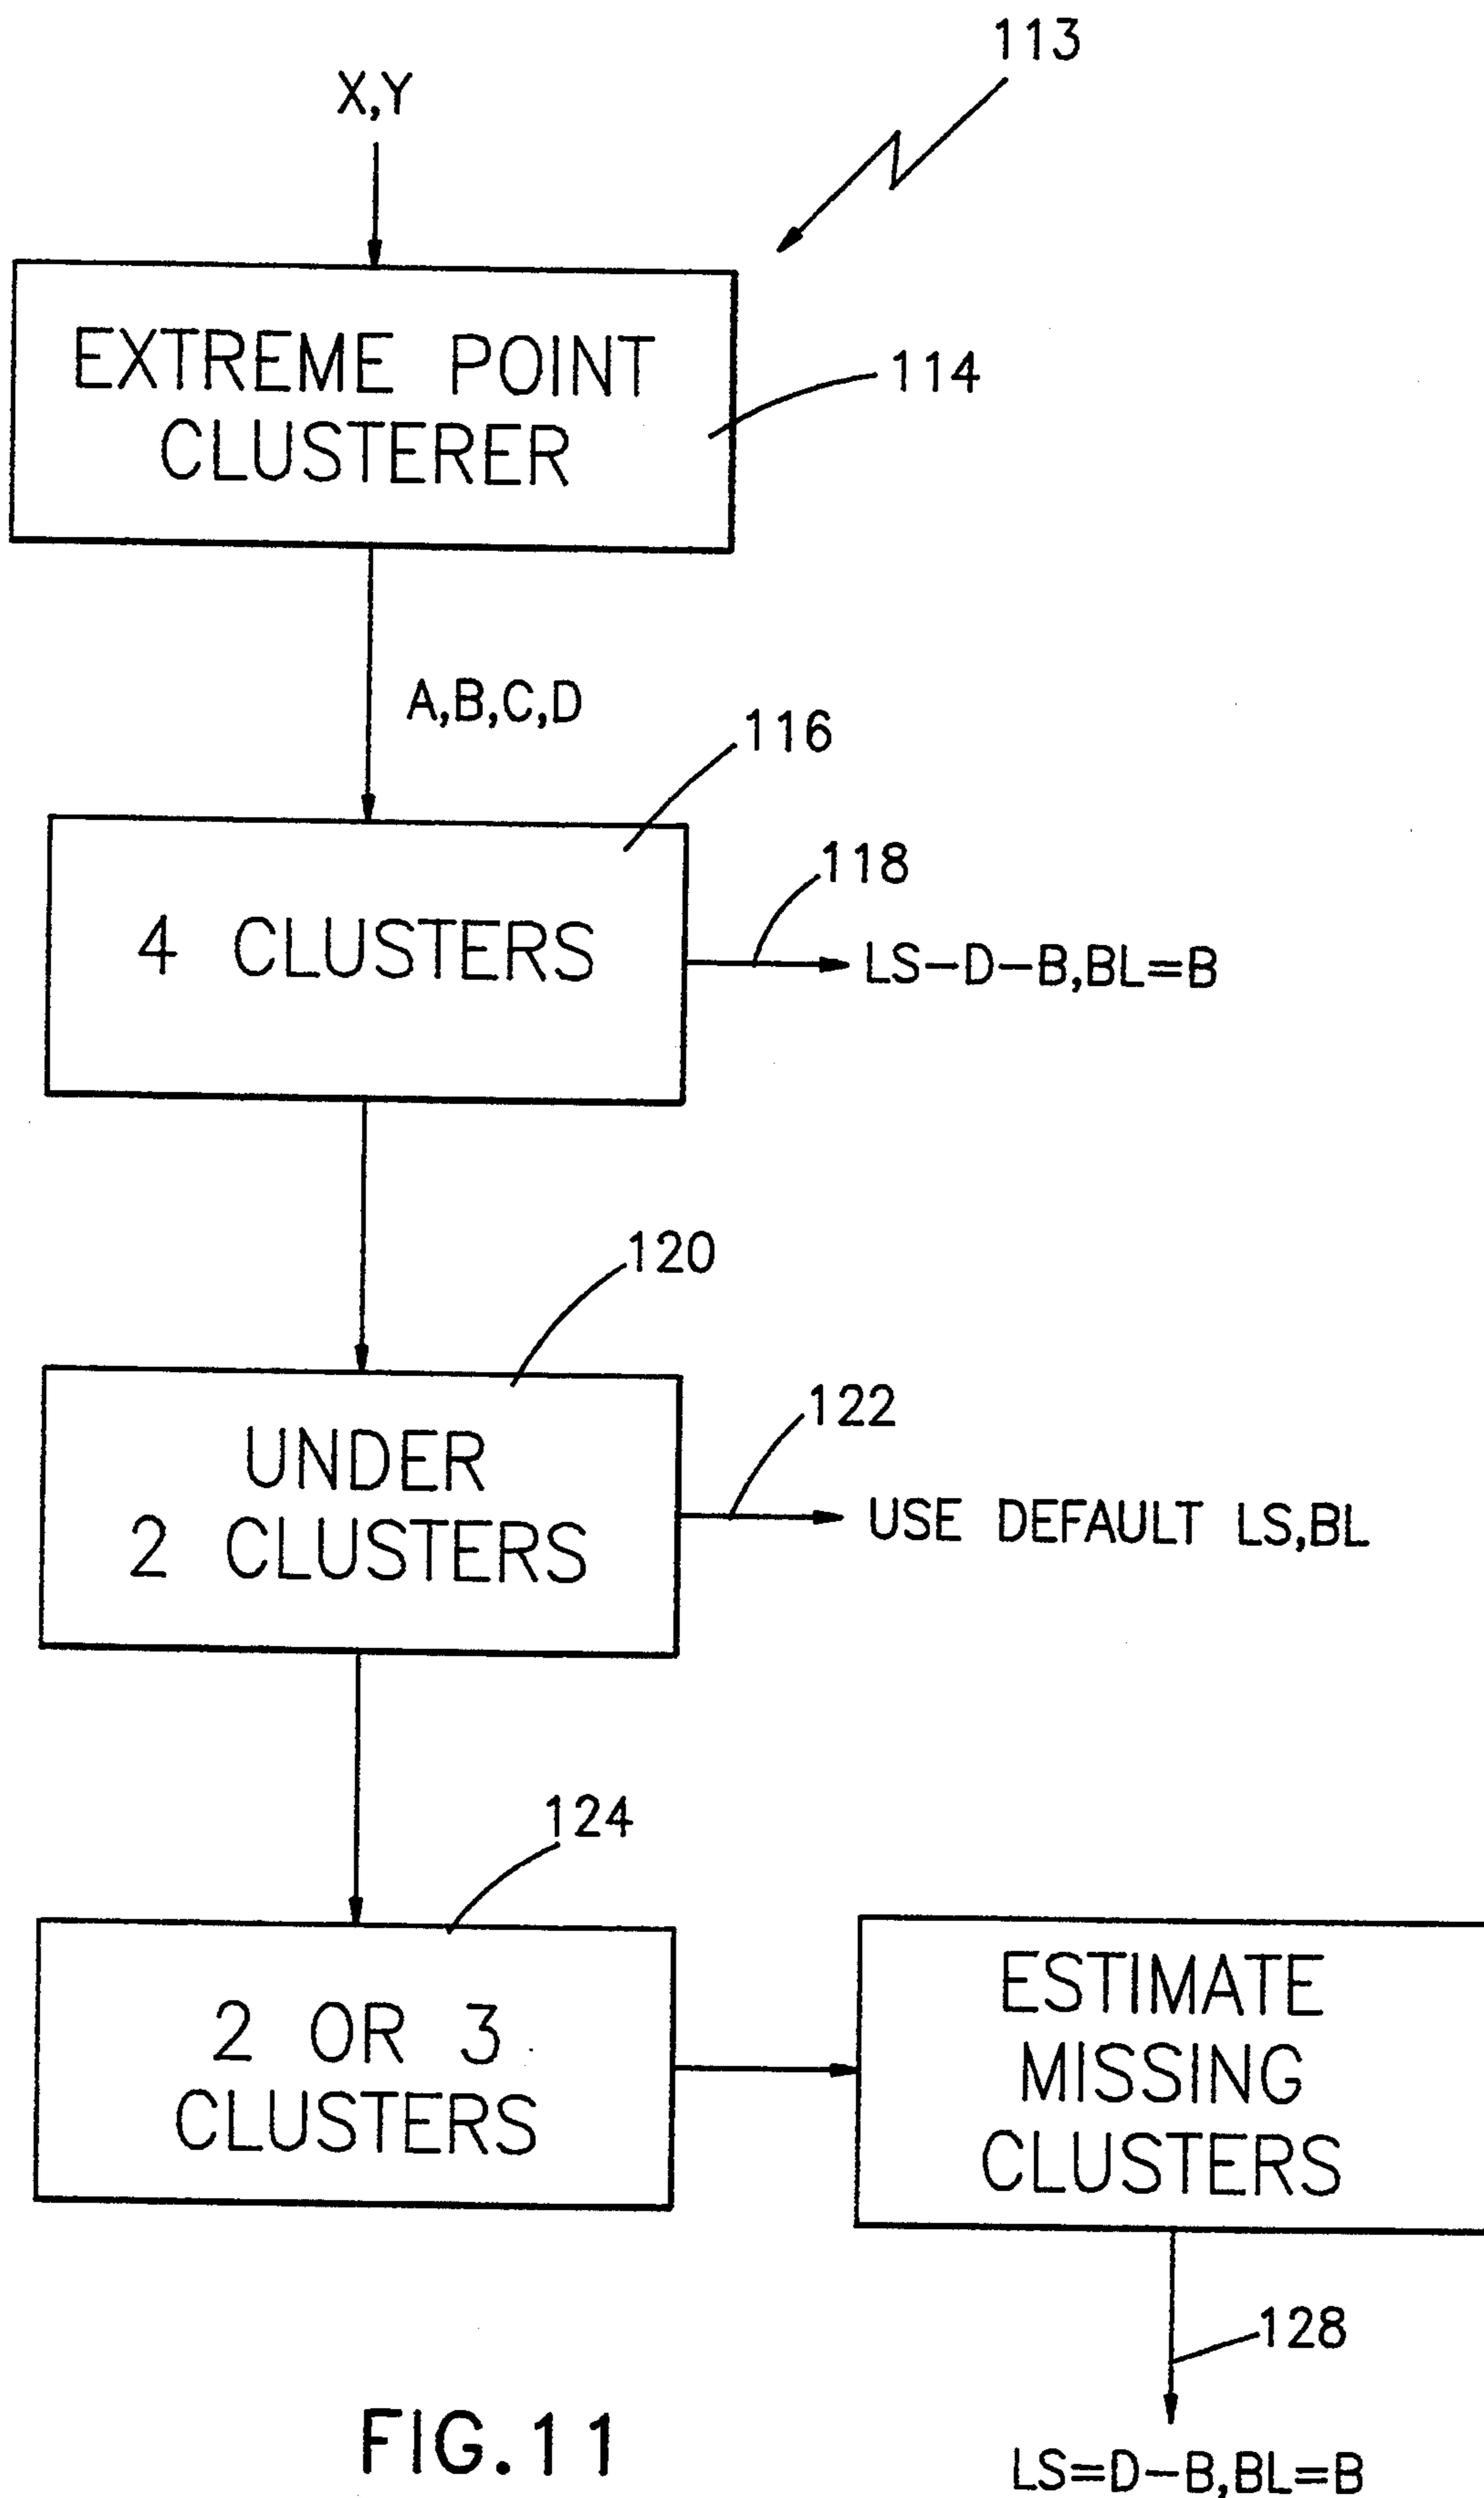 113
X,Y
EXTREME POINT
CLUSTERER
114
A,B,C,D
116
4 CLUSTERS
118
LS-D-B,BL=B
120
UNDER
2 CLUSTERS
122
USE DEFAULT LS,BL
124
2 OR 3
CLUSTERS
ESTIMATE
MISSING
CLUSTERS
128
LS=D-B,BL=B
FIG.11